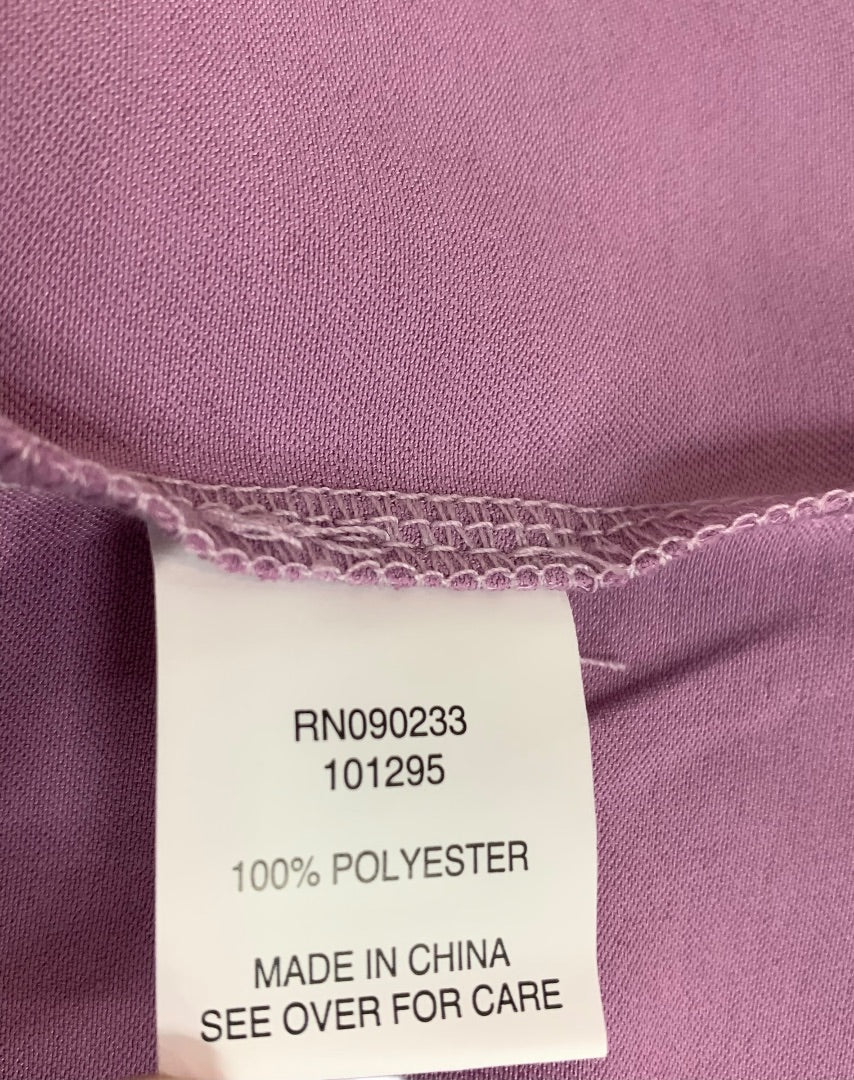 RN090233
101295
100% POLYESTER
MADE IN CHINA
SEE OVER FOR CARE